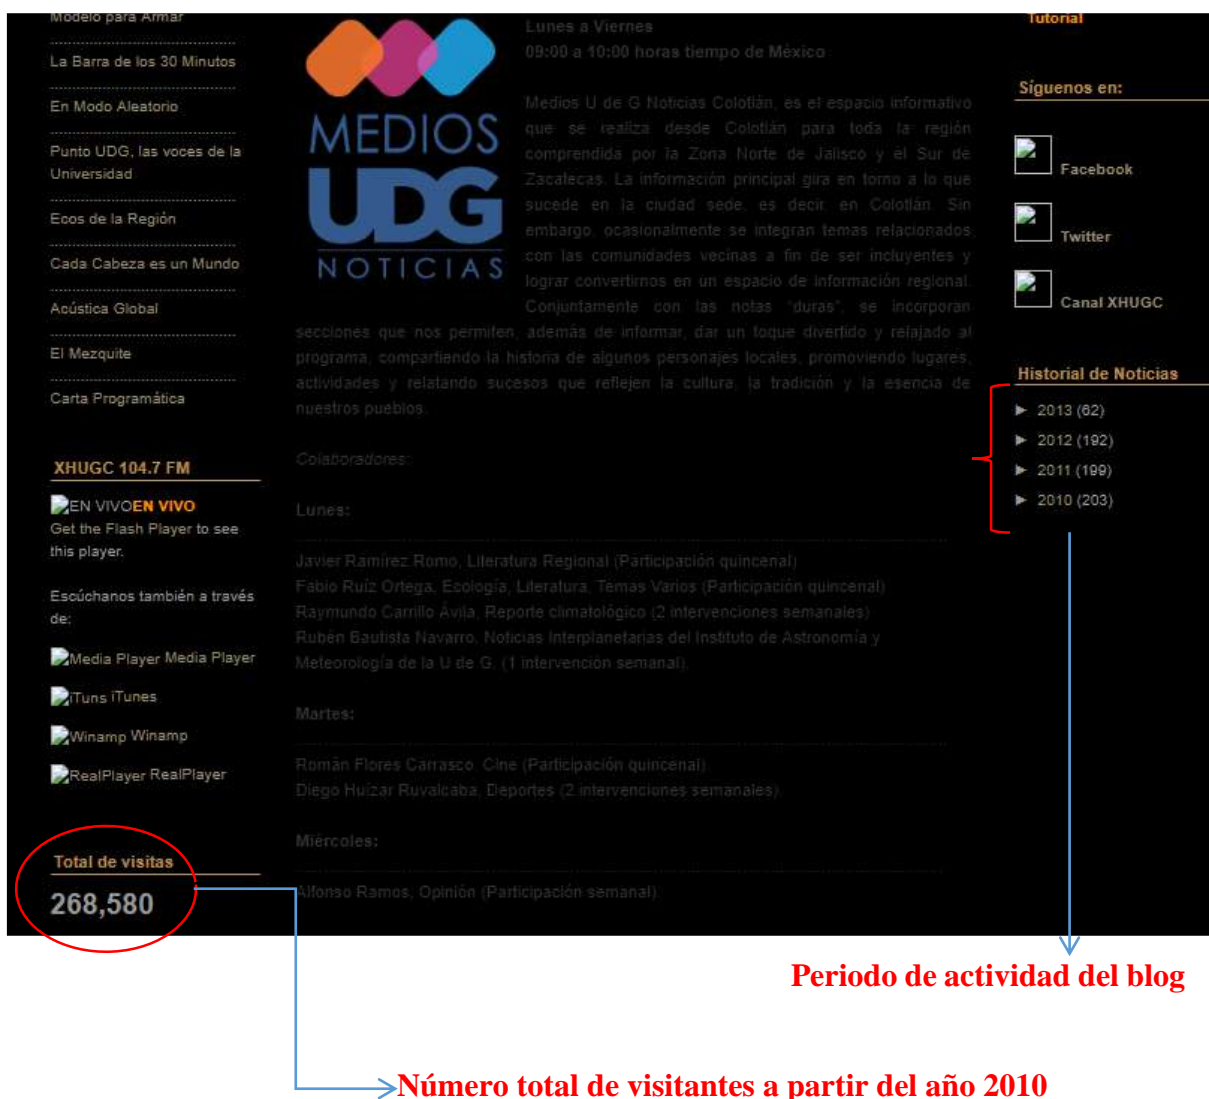 Modelo para Armar
La Barra de los 30 Minutos
En Modo Aleatorio
Punto UDG, las voces de la
Universidad
Ecos de la Región
Cada Cabeza es un Mundo
Acústica Global
El Mezquite
Carta Programática
XHUGC 104.7 FM
EN VIVOEN VIVO
Get the Flash Player to see
this player.
Escúchanos también a través
de:
Media Player Media Player
iTuns iTunes
Winamp Winamp
RealPlayer RealPlayer
Total de visitas
268,580
MEDIOS
UDG
NOTICIAS
Lunes a Viernes
09:00 a 10:00 horas tiempo de México
Medios U de G Noticias Colotlán, es el espacio informativo
que se realiza desde Colotlán para toda la región
comprendida por la Zona Norte de Jalisco y el Sur de
Zacatecas. La información principal gira en torno a lo que
sucede en la ciudad sede, es decir, en Colotlán. Sin
embargo, ocasionalmente se integran temas relacionados
con las comunidades vecinas a fin de ser incluyentes y
lograr convertirnos en un espacio de información regional.
Conjuntamente con las notas "duras", se incorporan
secciones que nos permiten, además de informar, dar un toque divertido y relajado al
programa, compartiendo la historia de algunos personajes locales, promoviendo lugares,
actividades y relatando sucesos que reflejen la cultura, la tradición y la esencia de
nuestros pueblos.
Colaboradores:
Lunes:
Javier Ramírez Romo, Literatura Regional (Participación quincenal)
Fabio Ruíz Ortega, Ecología, Literatura, Temas Varios (Participación quincenal)
Raymundo Carrillo Ávila, Reporte climatológico (2 intervenciones semanales)
Rubén Bautista Navarro, Noticias Interplanetarias del Instituto de Astronomía y
Meteorología de la U de G. (1 intervención semanal).
Martes:
Román Flores Carrasco. Cine (Participación quincenal)
Diego Huízar Ruvalcaba, Deportes (2 intervenciones semanales).
Miércoles:
Alfonso Ramos, Opinión (Participación semanal)
Tutorial
Síguenos en:
Facebook
Twitter
Canal XHUGC
Historial de Noticias
► 2013 (62)
► 2012 (192)
► 2011 (199)
► 2010 (203)
Periodo de actividad del blog
Número total de visitantes a partir del año 2010